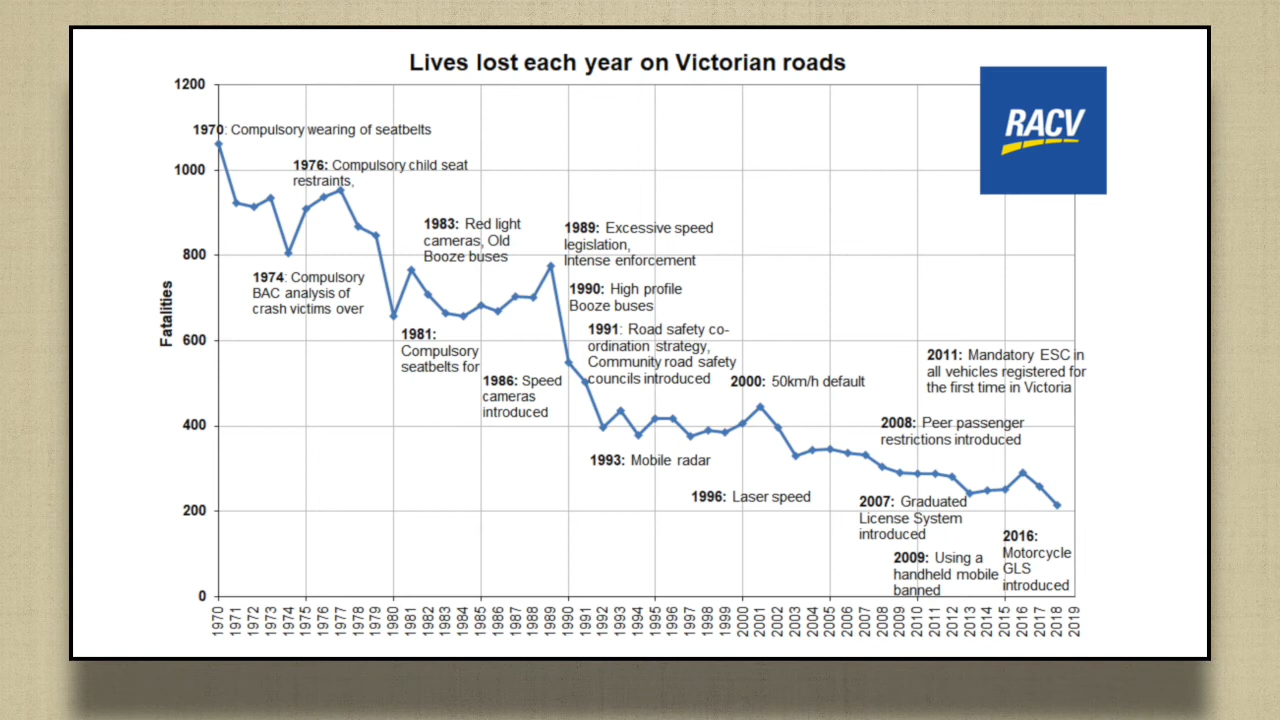 Lives lost each year on Victorian roads
RACV
1200
1000
800
600
400
200
0
Fatalities
1970: Compulsory wearing of seatbelts
1976: Compulsory child seat
restraints,
1974: Compulsory
BAC analysis of
crash victims over
1983: Red light
cameras, Old
Booze buses
1981:
Compulsory
seatbelts for
1986: Speed
cameras
introduced
1989: Excessive speed
legislation,
Intense enforcement
1990: High profile
Booze buses
1991: Road safety co-
ordination strategy,
Community road safety
councils introduced
1993: Mobile radar
1996: Laser speed
2000: 50km/h default
2011: Mandatory ESC in
all vehicles registered for
the first time in Victoria
2008: Peer passenger
restrictions introduced
2007: Graduated
License System
introduced
2009: Using a
handheld mobile
banned
2016:
Motorcycle
GLS
introduced
1970
1971
1972
1973
1974
1975
1976
1977
1978
1979
1980
1981
1982
1983
1984
1985
1986
1987
1988
1989
1990
1991
1992
1993
1994
1995
1996
1997
1998
1999
2000
2001
2002
2003
2004
2005
2006
2007
2008
2009
2010
2011
2012
2013
2014
2015
2016
2017
2018
2019